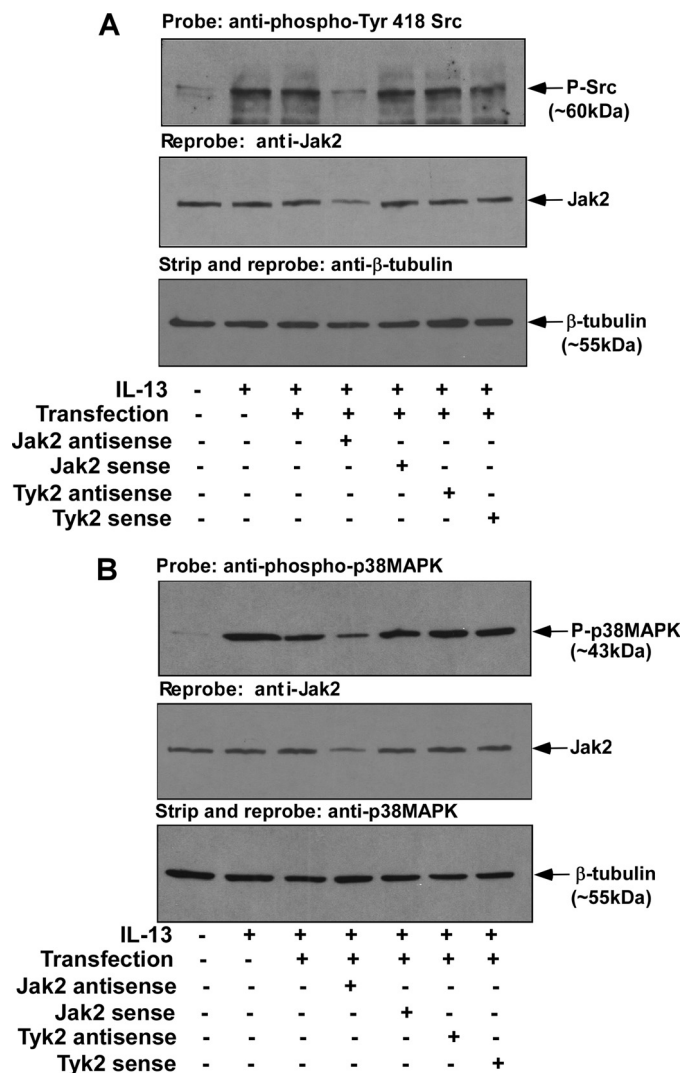 A
Probe: anti-phospho-Tyr 418 Src
P-Src
(~60kDa)
Reprobe: anti-Jak2
Jak2
Strip and reprobe: anti-β-tubulin
β-tubulin
(~55kDa)
IL-13 - + + + + + +
Transfection - - + + + + +
Jak2 antisense - - - + - - -
Jak2 sense - - - - + - -
Tyk2 antisense - - - - - + -
Tyk2 sense - - - - - - +
B
Probe: anti-phospho-p38MAPK
P-p38MAPK
(~43kDa)
Reprobe: anti-Jak2
Jak2
Strip and reprobe: anti-p38MAPK
β-tubulin
(~55kDa)
IL-13 - + + + + + +
Transfection - - + + + + +
Jak2 antisense - - - + - - -
Jak2 sense - - - - + - -
Tyk2 antisense - - - - - + -
Tyk2 sense - - - - - - +